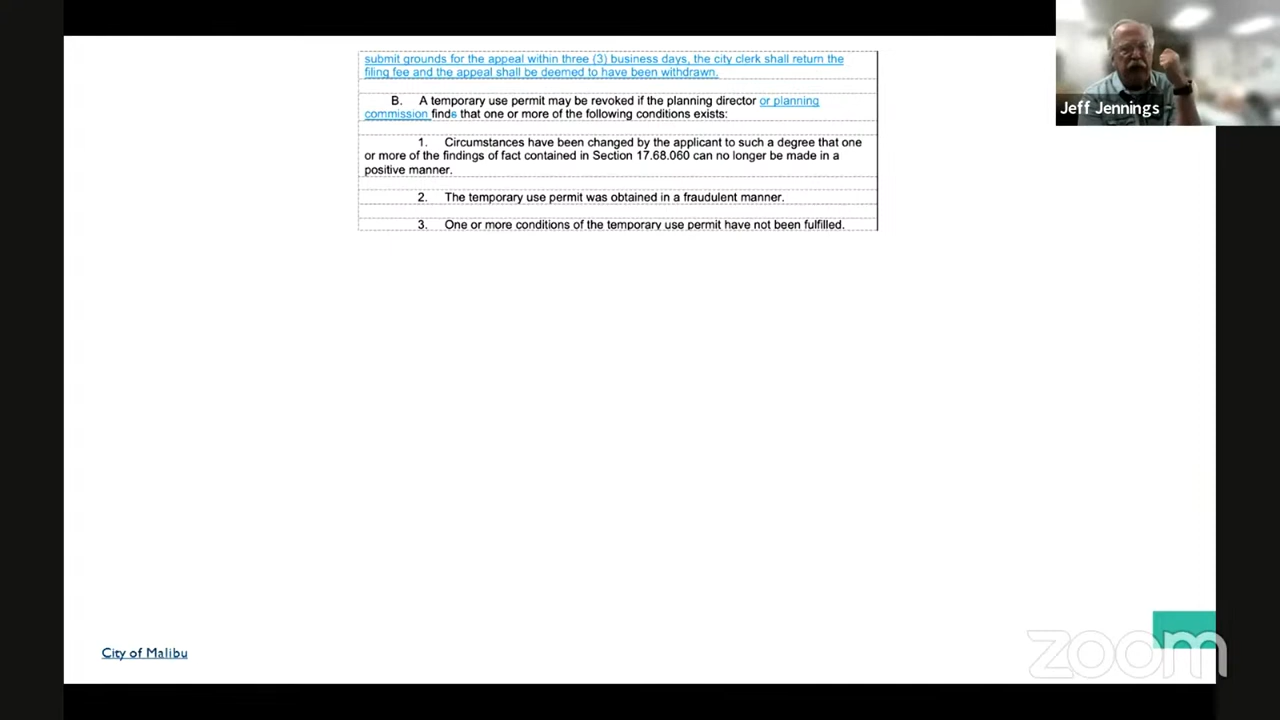 submit grounds for the appeal within three (3) business days, the city clerk shall return the
filing fee and the appeal shall be deemed to have been withdrawn.
B. A temporary use permit may be revoked if the planning director or planning
commission finds that one or more of the following conditions exists:
1. Circumstances have been changed by the applicant to such a degree that one
or more of the findings of fact contained in Section 17.68.060 can no longer be made in a
positive manner.
2. The temporary use permit was obtained in a fraudulent manner.
3. One or more conditions of the temporary use permit have not been fulfilled.
Jeff Jennings
City of Malibu
zoom